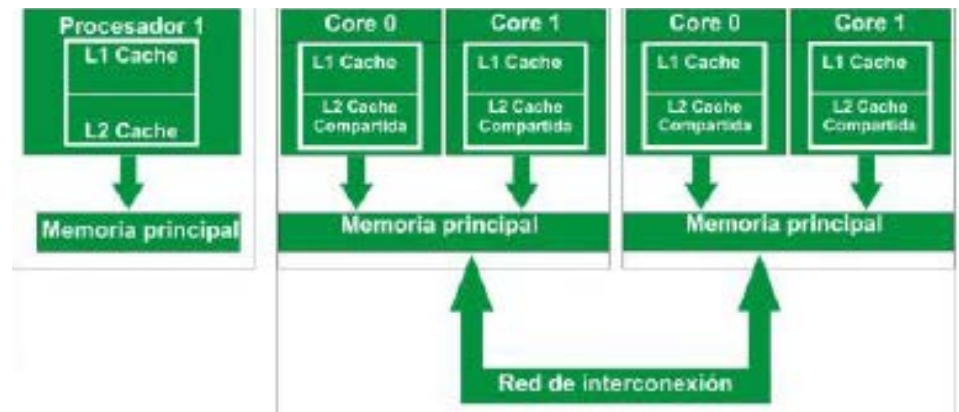 Procesador 1
L1 Cache
L2 Cache
Memoria principal
Core 0
L1 Cache
L2 Cache
Compartida
Core 1
L1 Cache
L2 Cache
Compartida
Memoria principal
Core 0
L1 Cache
L2 Cache
Compartida
Core 1
L1 Cache
L2 Cache
Compartida
Memoria principal
Red de interconexión